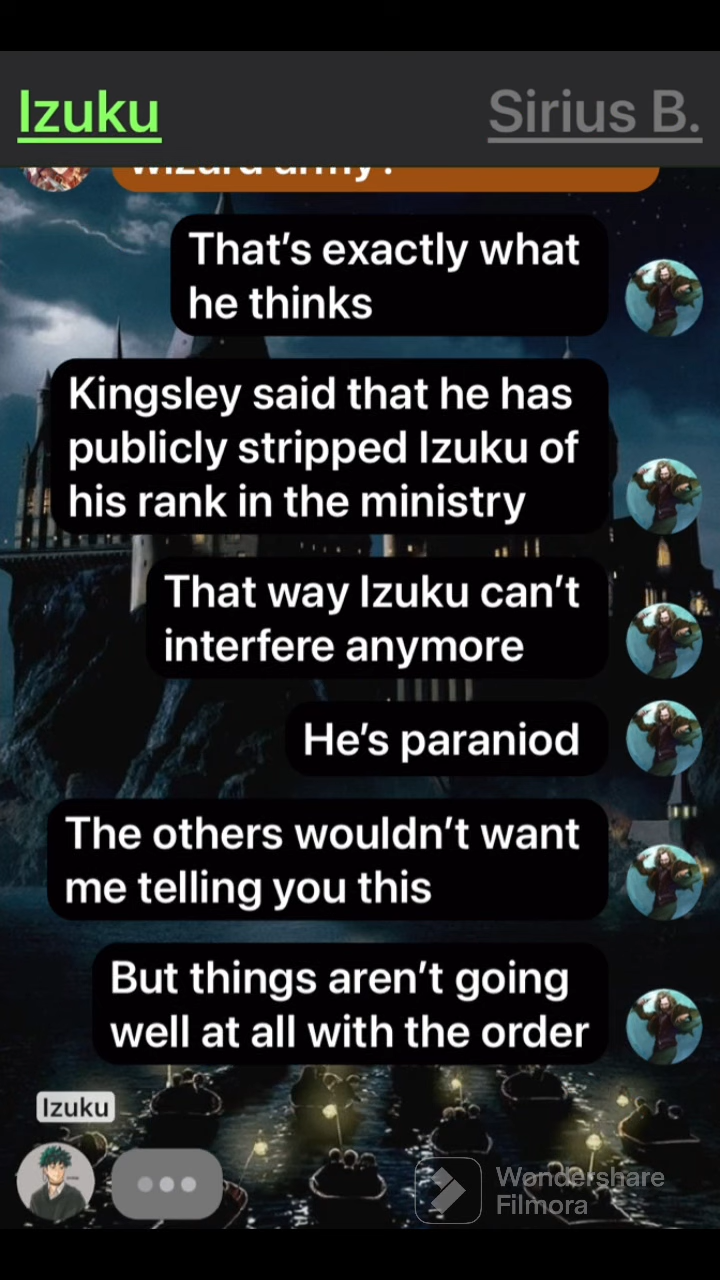 Izuku
Sirius B.
wizard army?
That's exactly what
he thinks
Kingsley said that he has
publicly stripped Izuku of
his rank in the ministry
That way Izuku can't
interfere anymore
He's paraniod
The others wouldn't want
me telling you this
But things aren't going
well at all with the order
Izuku
Wondershare
Filmora